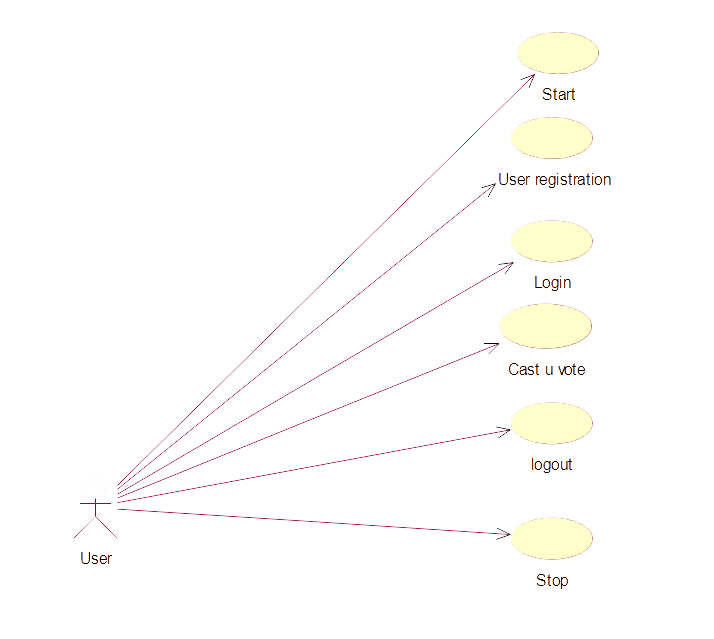 Start
User registration
Login
Cast u vote
logout
User
Stop